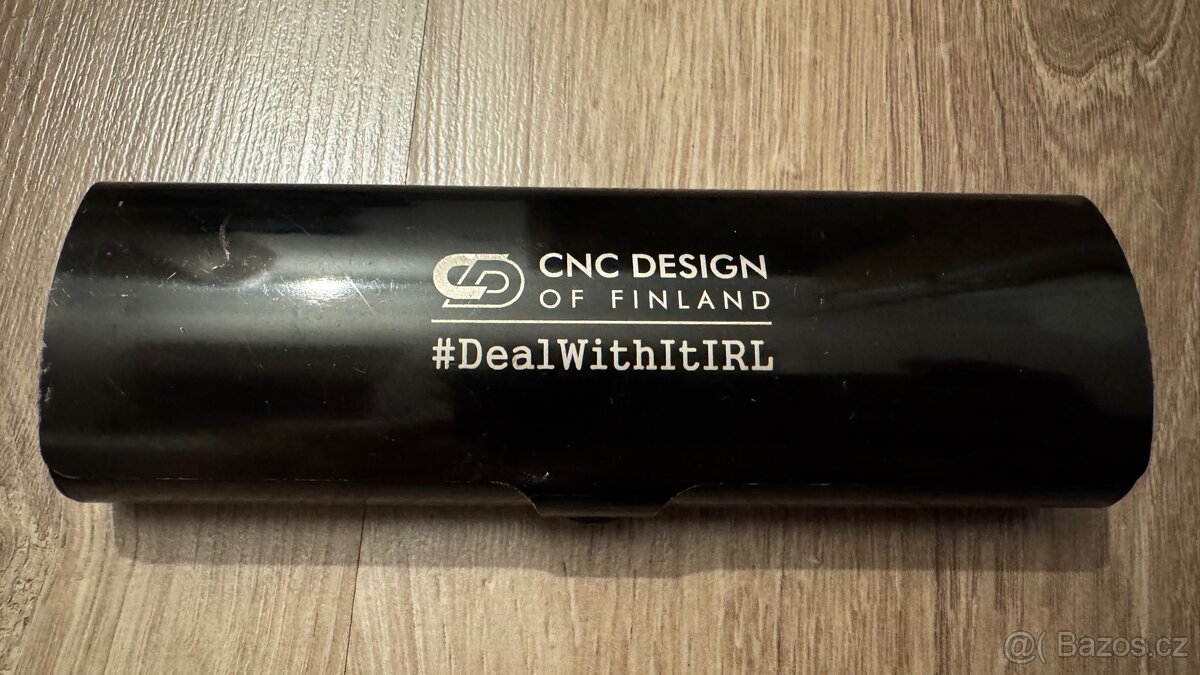 CNC DESIGN
OF FINLAND
#DealWithItIRL
@( Bazos.cz